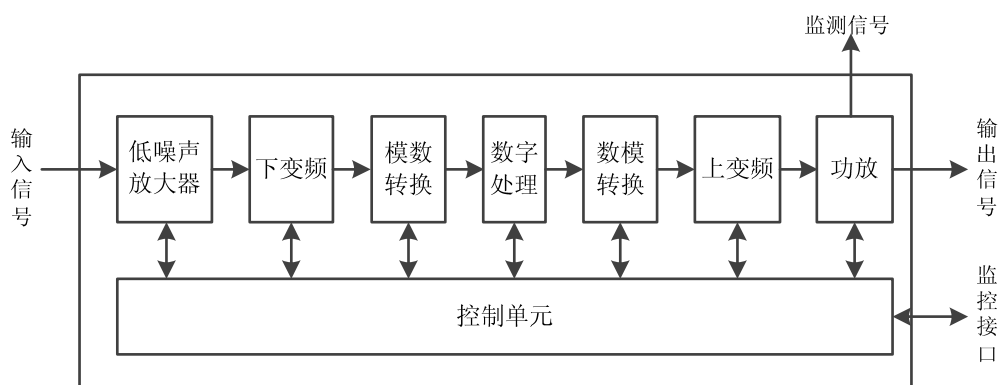 监测信号
输入信号
低噪声
放大器
下变频
模数
转换
数字
处理
数模
转换
上变频
功放
输出信号
控制单元
监控接口